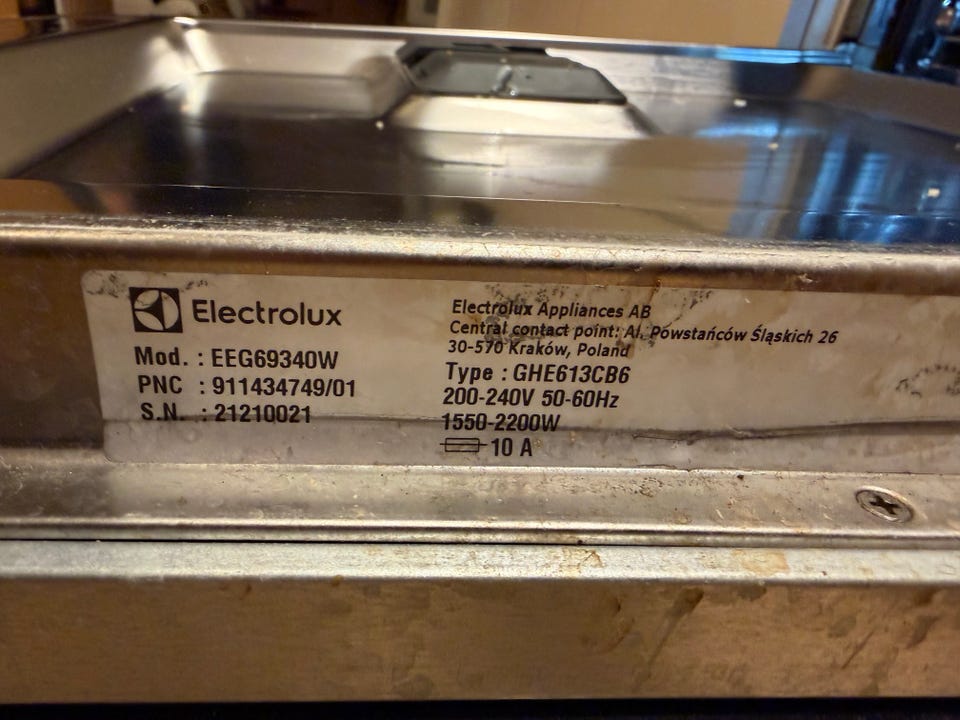 Electrolux
Mod. : EEG69340W
PNC : 911434749/01
S.N. : 21210021
Electrolux Appliances AB
Central contact point: Al. Powstańców Śląskich 26
30-570 Kraków, Poland
Type : GHE613CB6
200-240V 50-60Hz
1550-2200W
10 A